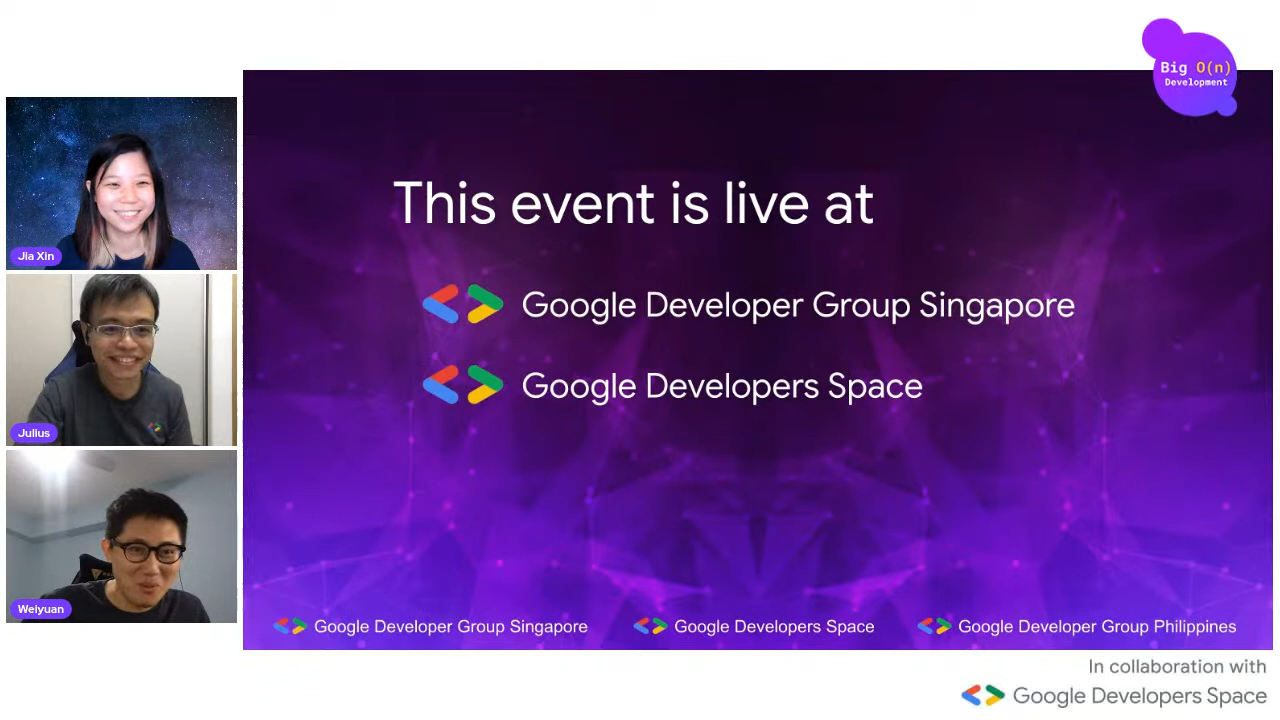 Big O(n)
Development
Jia Xin
Julius
Weiyuan
This event is live at
Google Developer Group Singapore
Google Developers Space
Google Developer Group Singapore
Google Developers Space
Google Developer Group Philippines
In collaboration with
Google Developers Space